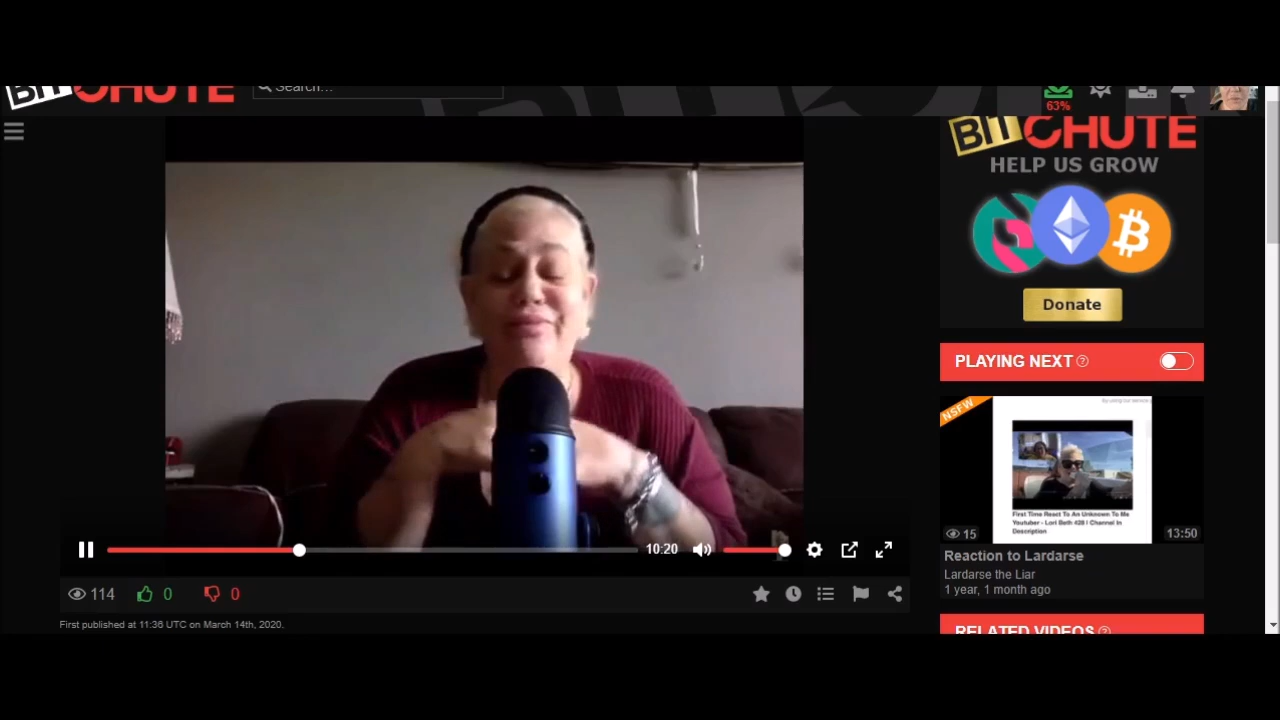 BITCHUTE
Search...
63%
BITCHUTE
HELP US GROW
Donate
PLAYING NEXT
NSFW
First Time React To An Unknown To Me
Youtuber - Lori Beth #28 | Channel In
Description
15
13:50
Reaction to Lardarse
Lardarse the Liar
1 year, 1 month ago
RELATED VIDEOS
10:20
114
0
0
First published at 11:36 UTC on March 14th, 2020.